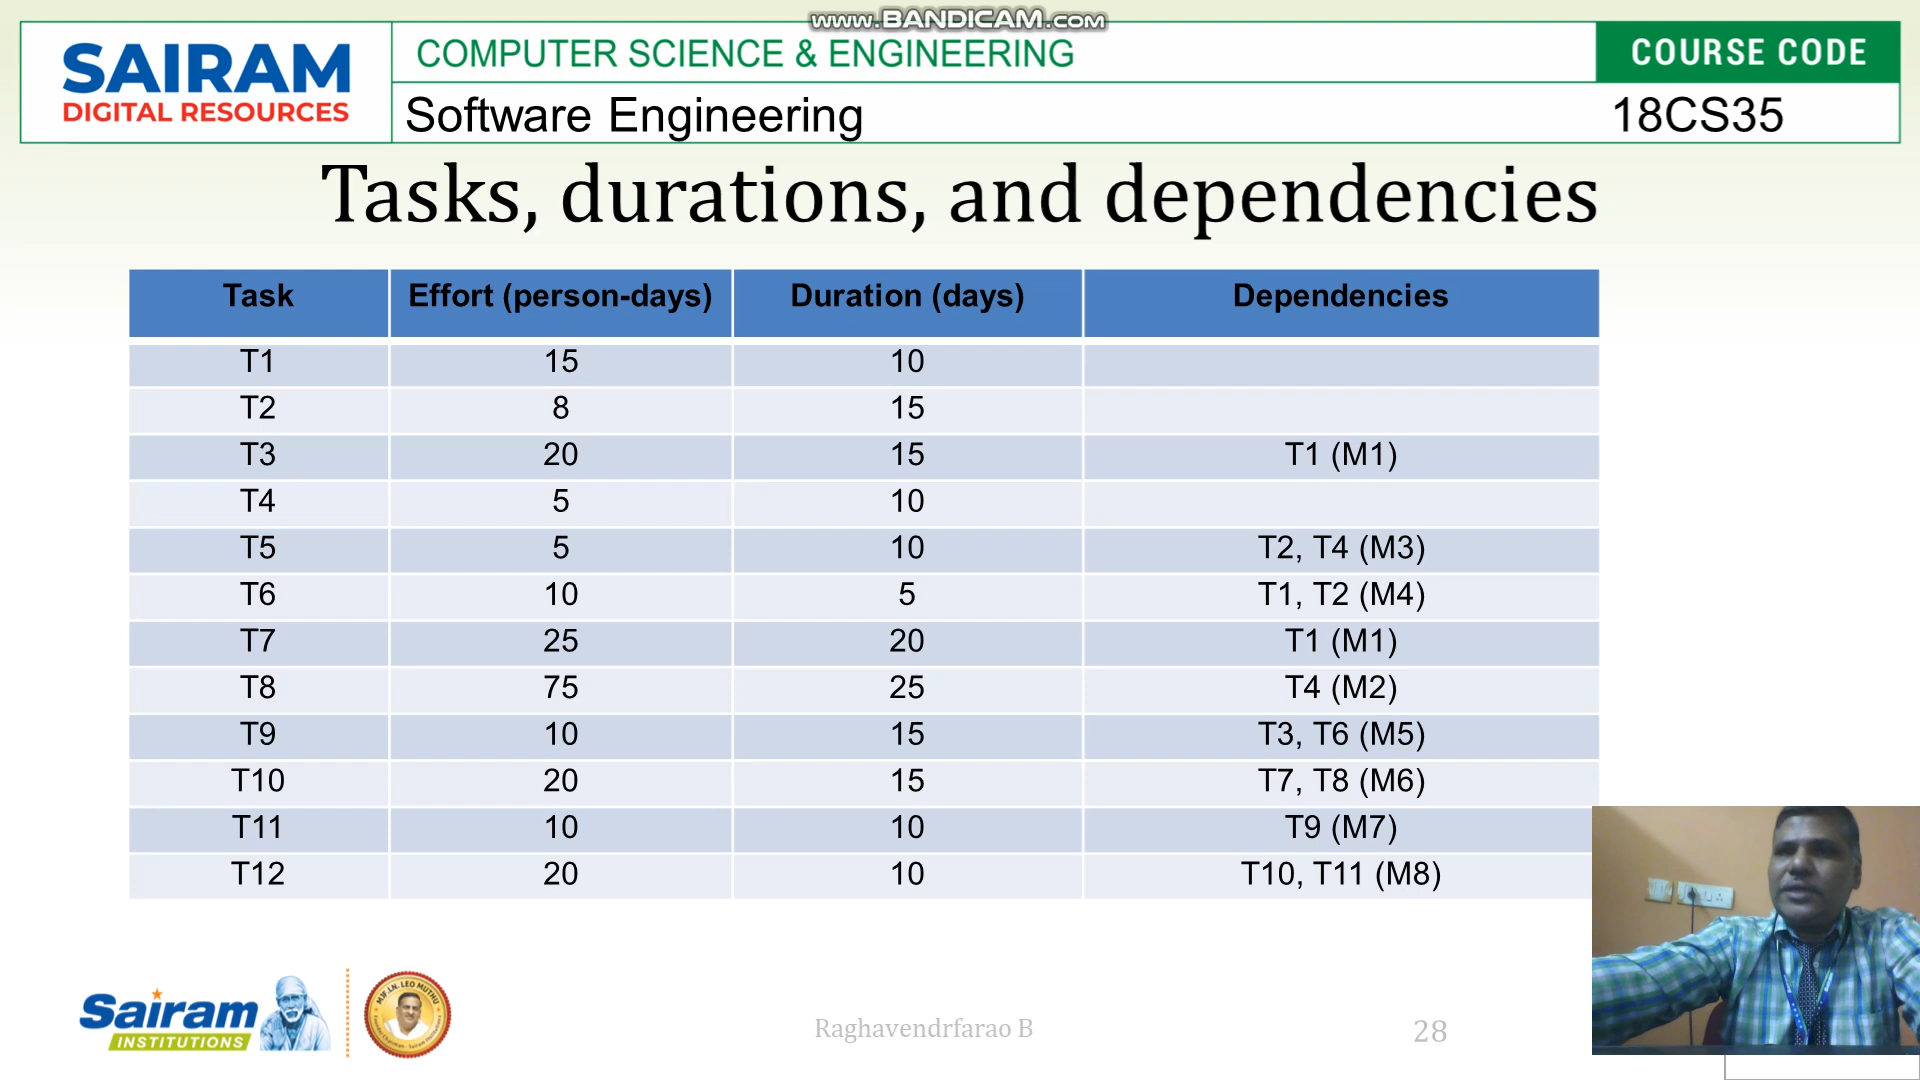 www.BANDICAM.com
SAIRAM
DIGITAL RESOURCES
COMPUTER SCIENCE & ENGINEERING
COURSE CODE
Software Engineering
18CS35
Tasks, durations, and dependencies
Task Effort (person-days) Duration (days) Dependencies
T1 15 10
T2 8 15
T3 20 15 T1 (M1)
T4 5 10
T5 5 10 T2, T4 (M3)
T6 10 5 T1, T2 (M4)
T7 25 20 T1 (M1)
T8 75 25 T4 (M2)
T9 10 15 T3, T6 (M5)
T10 20 15 T7, T8 (M6)
T11 10 10 T9 (M7)
T12 20 10 T10, T11 (M8)
Sairam
INSTITUTIONS
MJF.LN. LEO MUTHU
Raghavendrfarao B
28